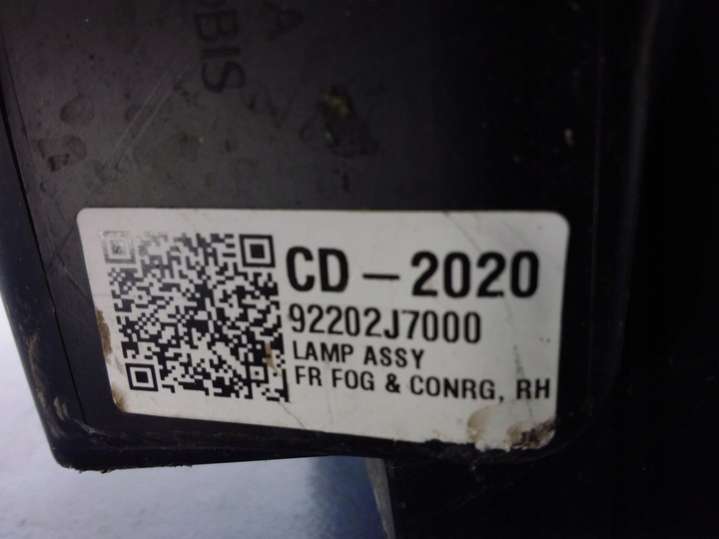 CD-2020
92202J7000
LAMP ASSY
FR FOG & CONRG, RH